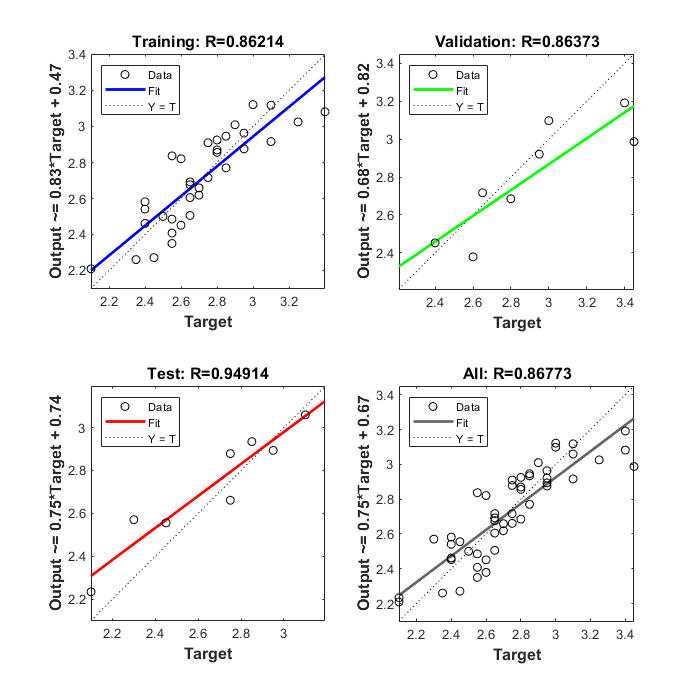 Training: R=0.86214
Output ~= 0.83*Target + 0.47
3.4
3.2
3
2.8
2.6
2.4
2.2
Data
Fit
Y = T
2.2 2.4 2.6 2.8 3 3.2
Target
Validation: R=0.86373
Output ~= 0.68*Target + 0.82
3.4
3.2
3
2.8
2.6
2.4
Data
Fit
Y = T
2.4 2.6 2.8 3 3.2 3.4
Target
Test: R=0.94914
Output ~= 0.75*Target + 0.74
3
2.8
2.6
2.4
2.2
Data
Fit
Y = T
2.2 2.4 2.6 2.8 3
Target
All: R=0.86773
Output ~= 0.75*Target + 0.67
3.4
3.2
3
2.8
2.6
2.4
2.2
Data
Fit
Y = T
2.2 2.4 2.6 2.8 3 3.2 3.4
Target